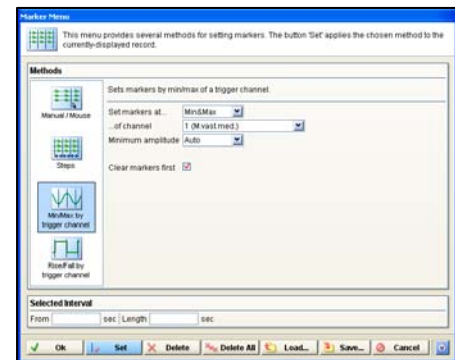 Marker Menu
This menu provides several methods for setting markers. The button 'Set' applies the chosen method to the
currently-displayed record.
Methods
Manual / Mouse
Steps
Min/Max by
trigger channel
Rise/Fall by
trigger channel
Sets markers by min/max of a trigger channel.
Set markers at... Min&Max
...of channel 1 (M.vast.med.)
Minimum amplitude Auto
Clear markers first
Selected Interval
From sec Length sec
Ok Set Delete Delete All Load... Save... Cancel